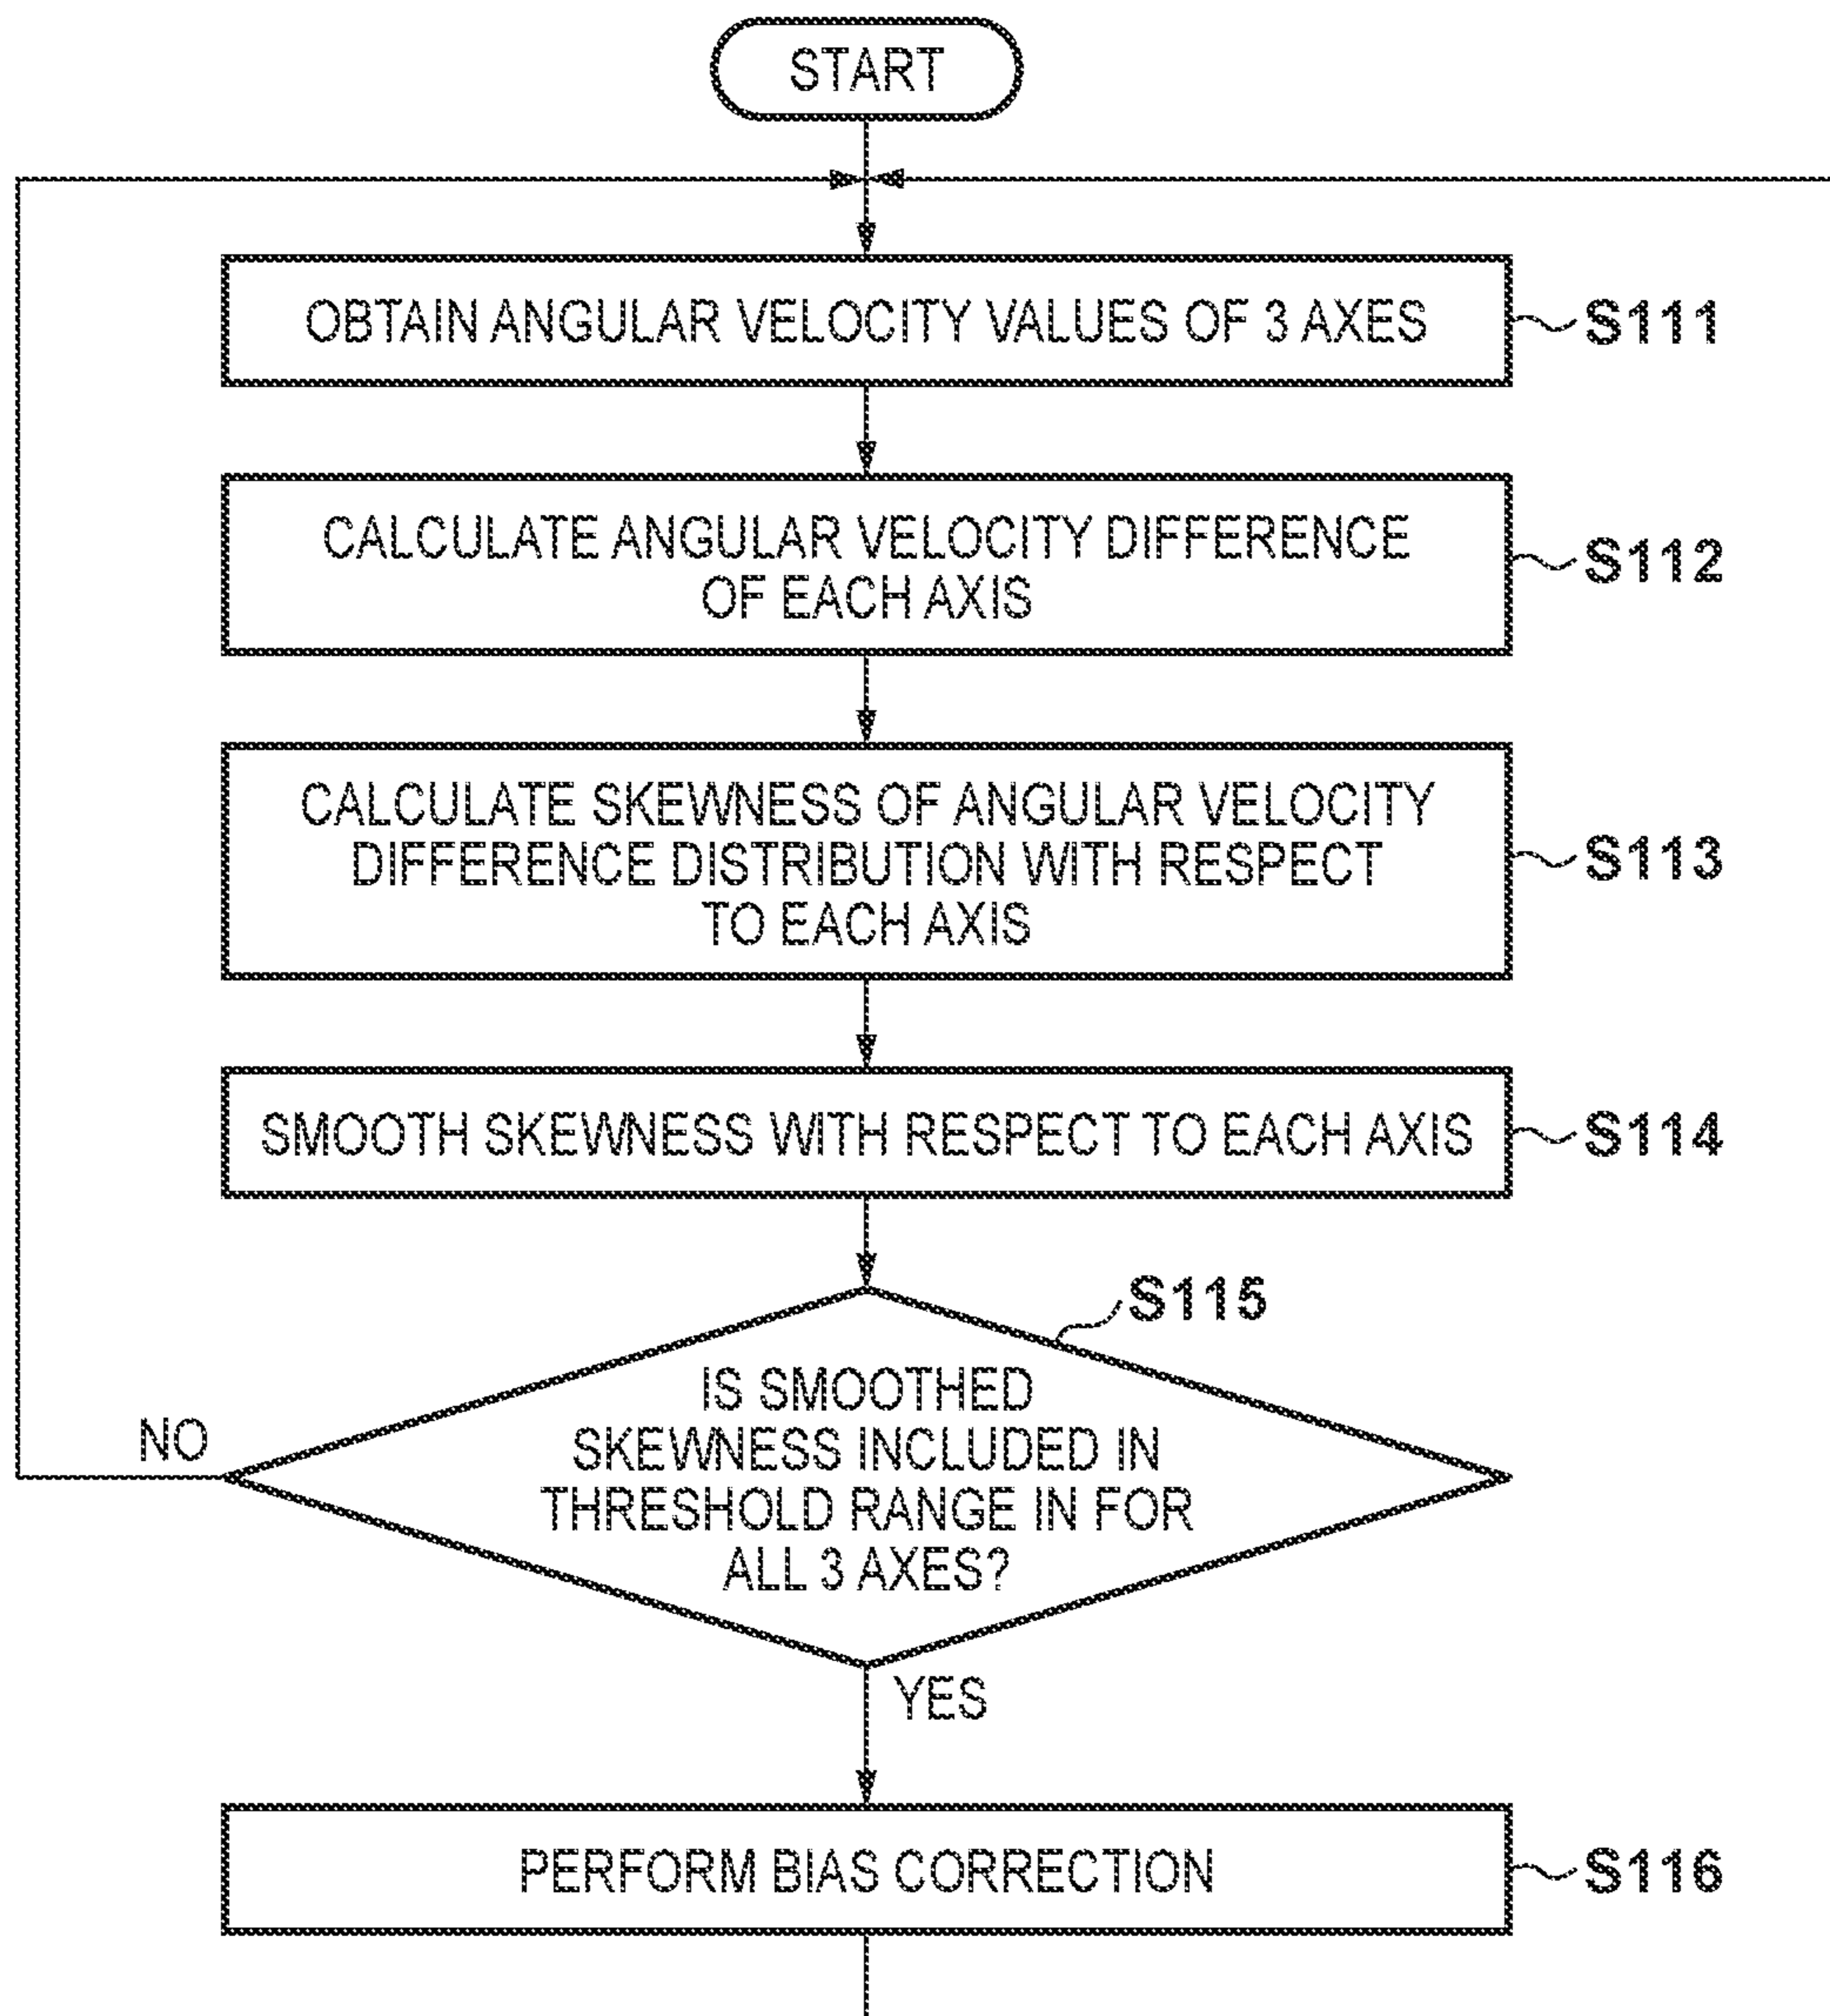 START
OBTAIN ANGULAR VELOCITY VALUES OF 3 AXES
S111
CALCULATE ANGULAR VELOCITY DIFFERENCE
OF EACH AXIS
S112
CALCULATE SKEWNESS OF ANGULAR VELOCITY
DIFFERENCE DISTRIBUTION WITH RESPECT
TO EACH AXIS
S113
SMOOTH SKEWNESS WITH RESPECT TO EACH AXIS
S114
S115
IS SMOOTHED
SKEWNESS INCLUDED IN
THRESHOLD RANGE IN FOR
ALL 3 AXES?
NO
YES
PERFORM BIAS CORRECTION
S116